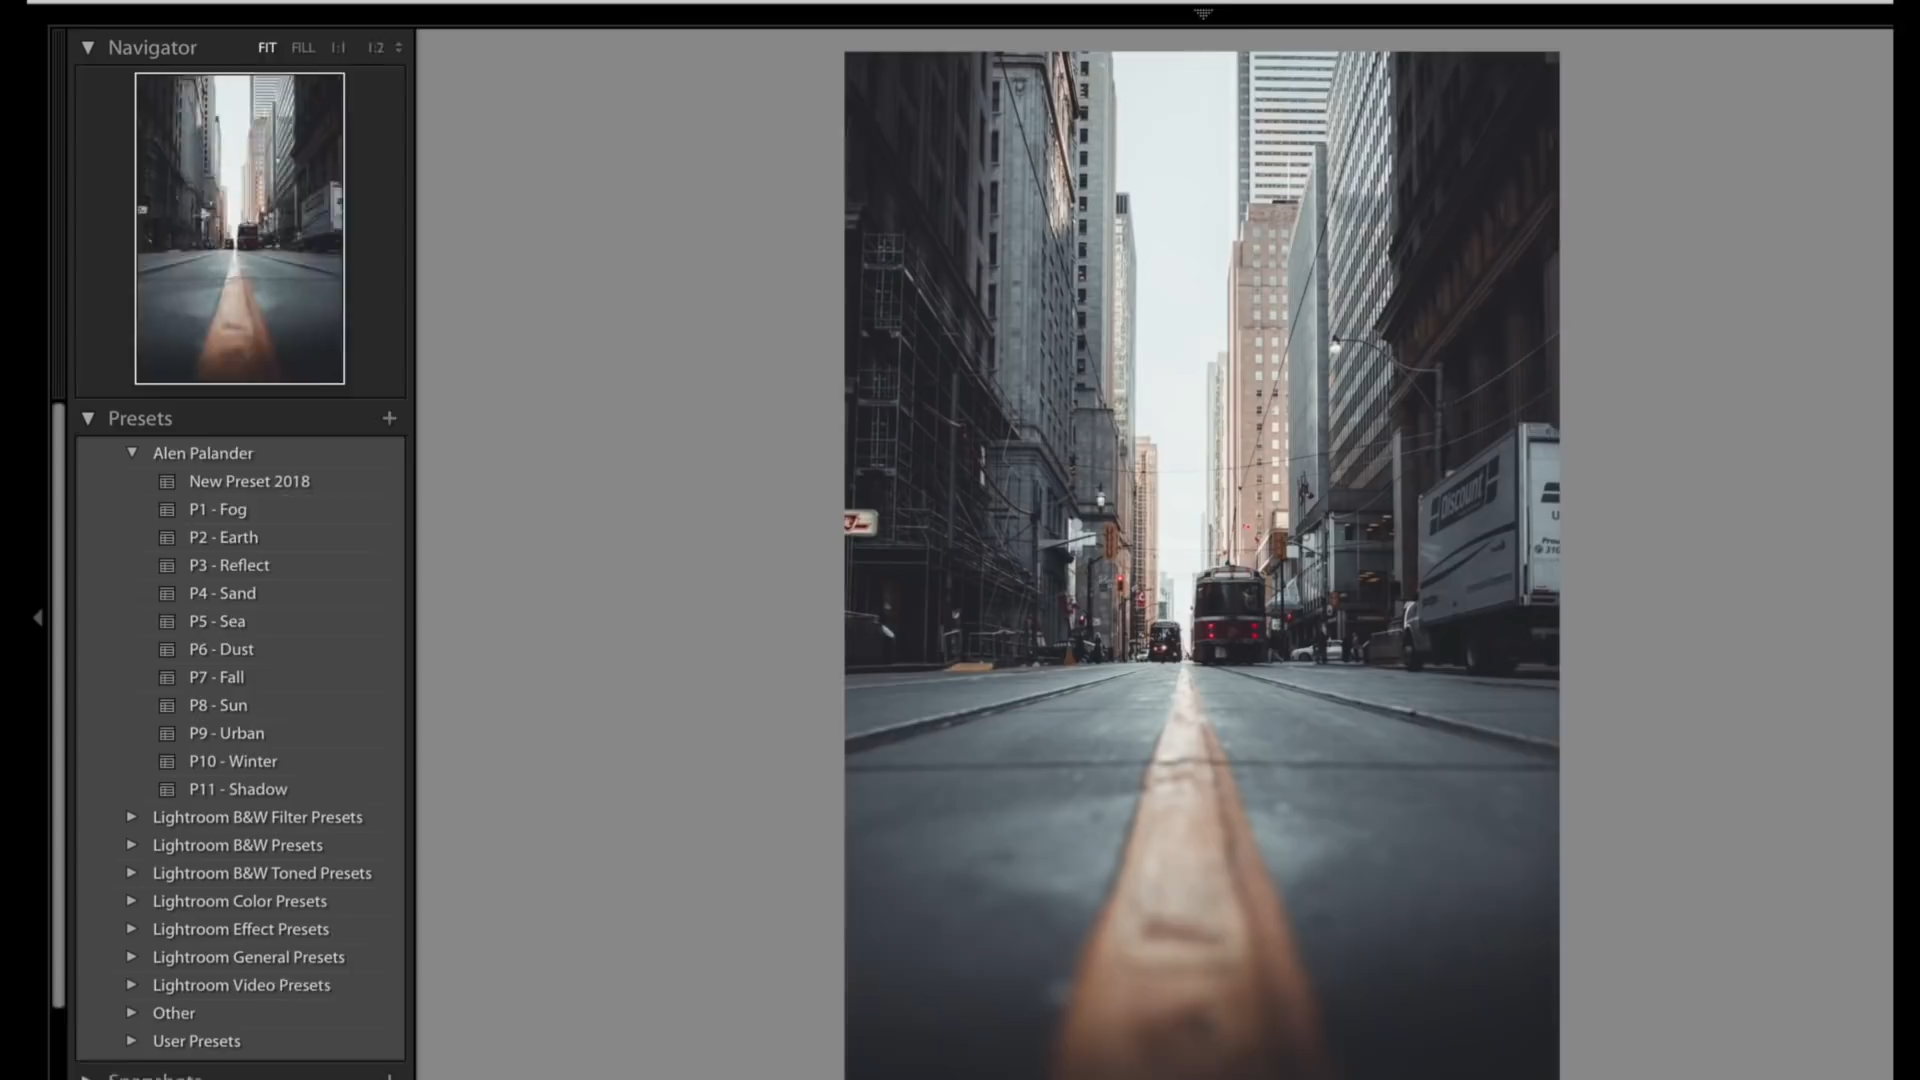 Navigator FIT FILL 1:1 1:2
Presets +
Alen Palander
New Preset 2018
P1 - Fog
P2 - Earth
P3 - Reflect
P4 - Sand
P5 - Sea
P6 - Dust
P7 - Fall
P8 - Sun
P9 - Urban
P10 - Winter
P11 - Shadow
Lightroom B&W Filter Presets
Lightroom B&W Presets
Lightroom B&W Toned Presets
Lightroom Color Presets
Lightroom Effect Presets
Lightroom General Presets
Lightroom Video Presets
Other
User Presets
DISCOUNT